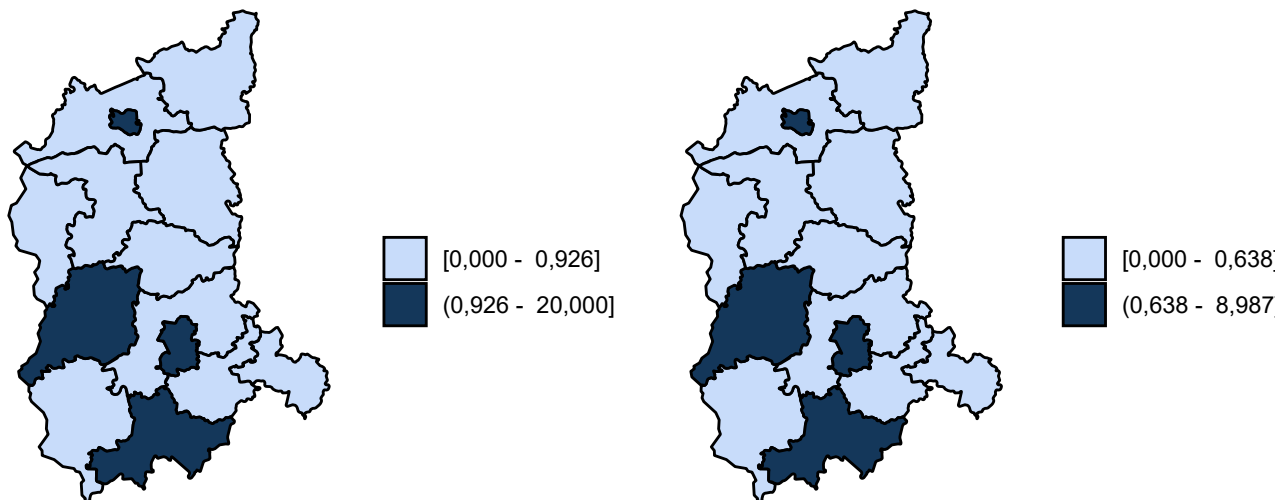 [0,000 - 0,926]
(0,926 - 20,000]
[0,000 - 0,638]
(0,638 - 8,987]